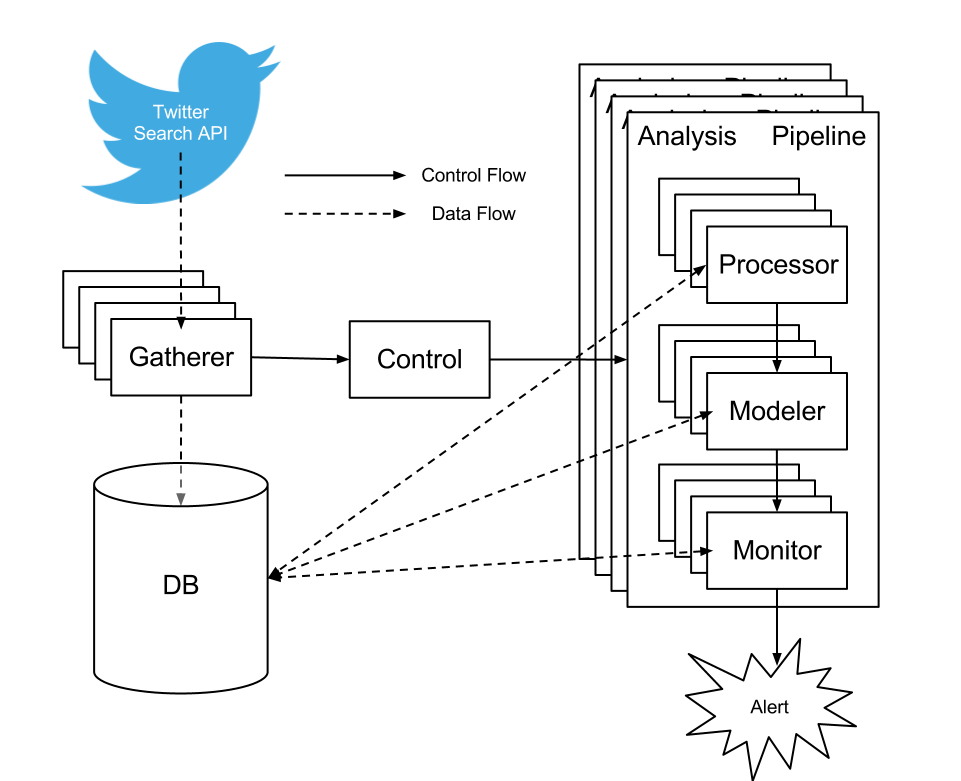 Twitter
Search API
Control Flow
Data Flow
Analysis Pipeline
Processor
Gatherer
Control
Modeler
Monitor
DB
Alert